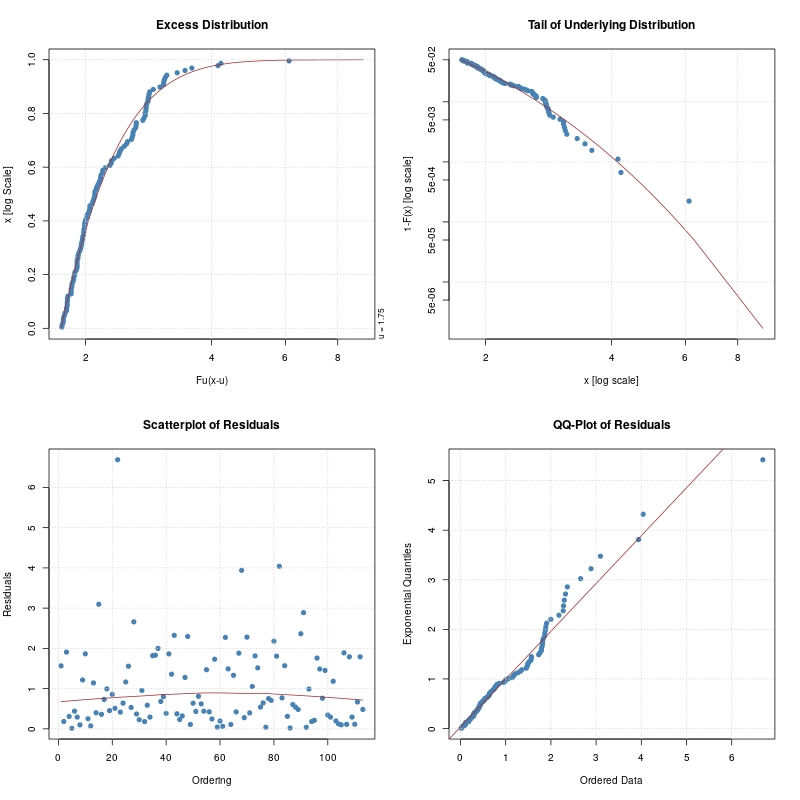 Excess Distribution
x [log Scale]
0.0 0.2 0.4 0.6 0.8 1.0
2 4 6 8
Fu(x-u)
u = 1.75
Tail of Underlying Distribution
1-F(x) [log scale]
5e-06 5e-05 5e-04 5e-03 5e-02
2 4 6 8
x [log scale]
Scatterplot of Residuals
Residuals
0 1 2 3 4 5 6
0 20 40 60 80 100
Ordering
QQ-Plot of Residuals
Exponential Quantiles
0 1 2 3 4 5
0 1 2 3 4 5 6
Ordered Data